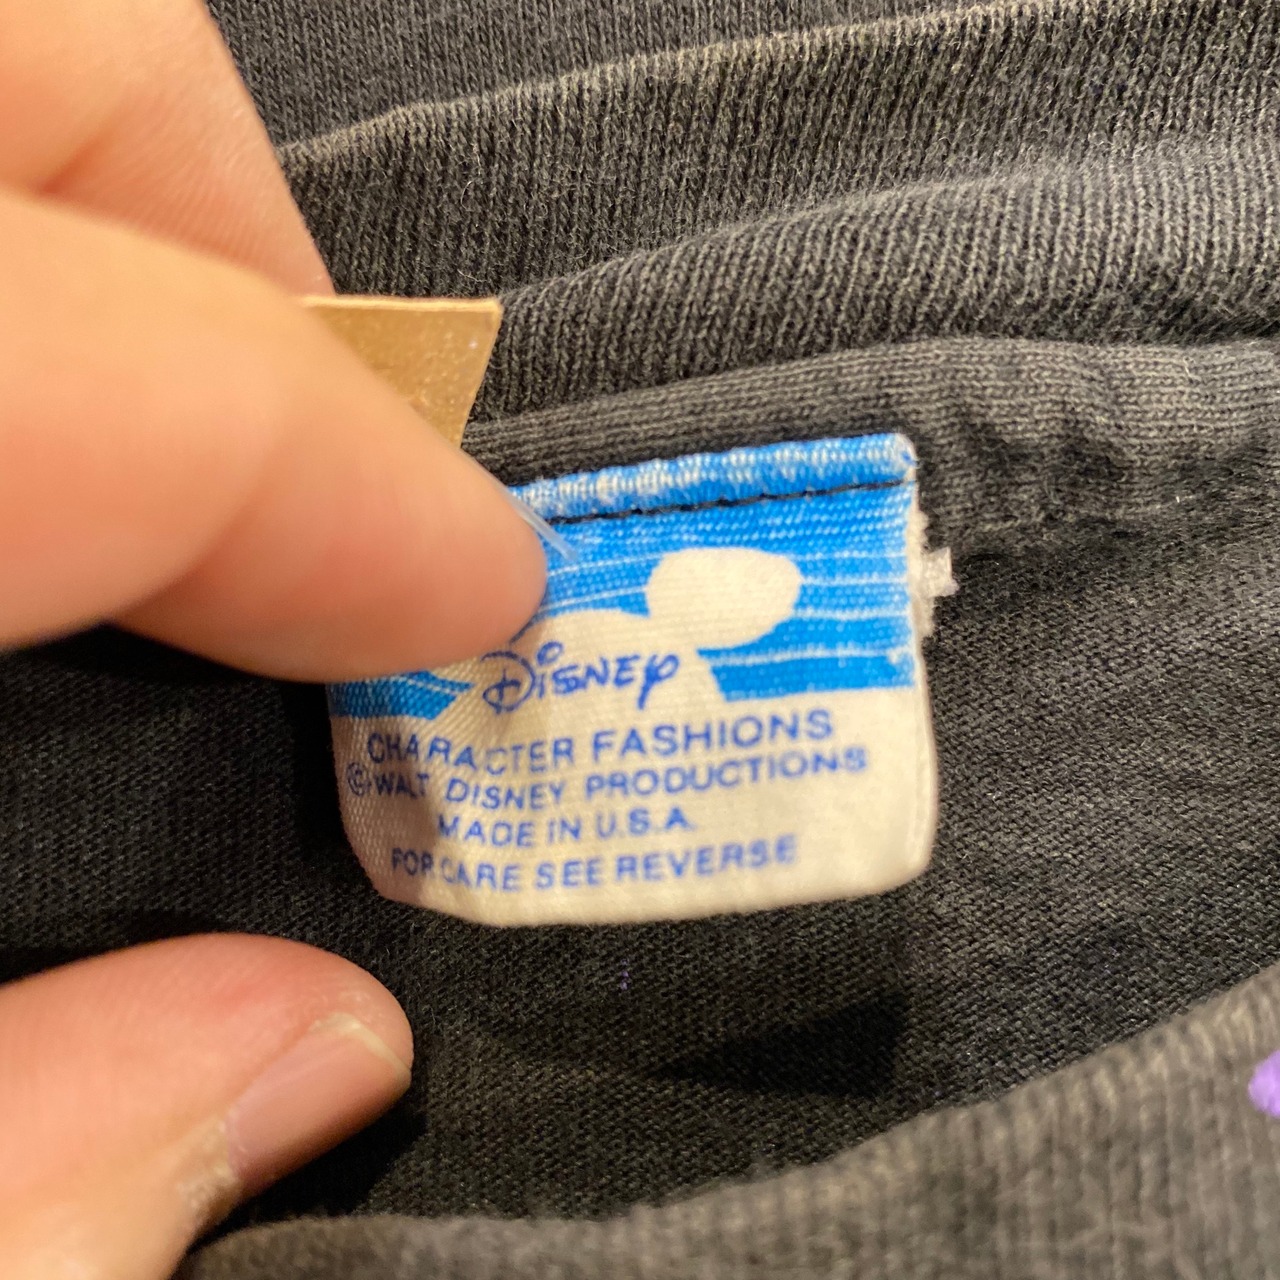 Disney
CHARACTER FASHIONS
© WALT DISNEY PRODUCTIONS
MADE IN U.S.A.
FOR CARE SEE REVERSE